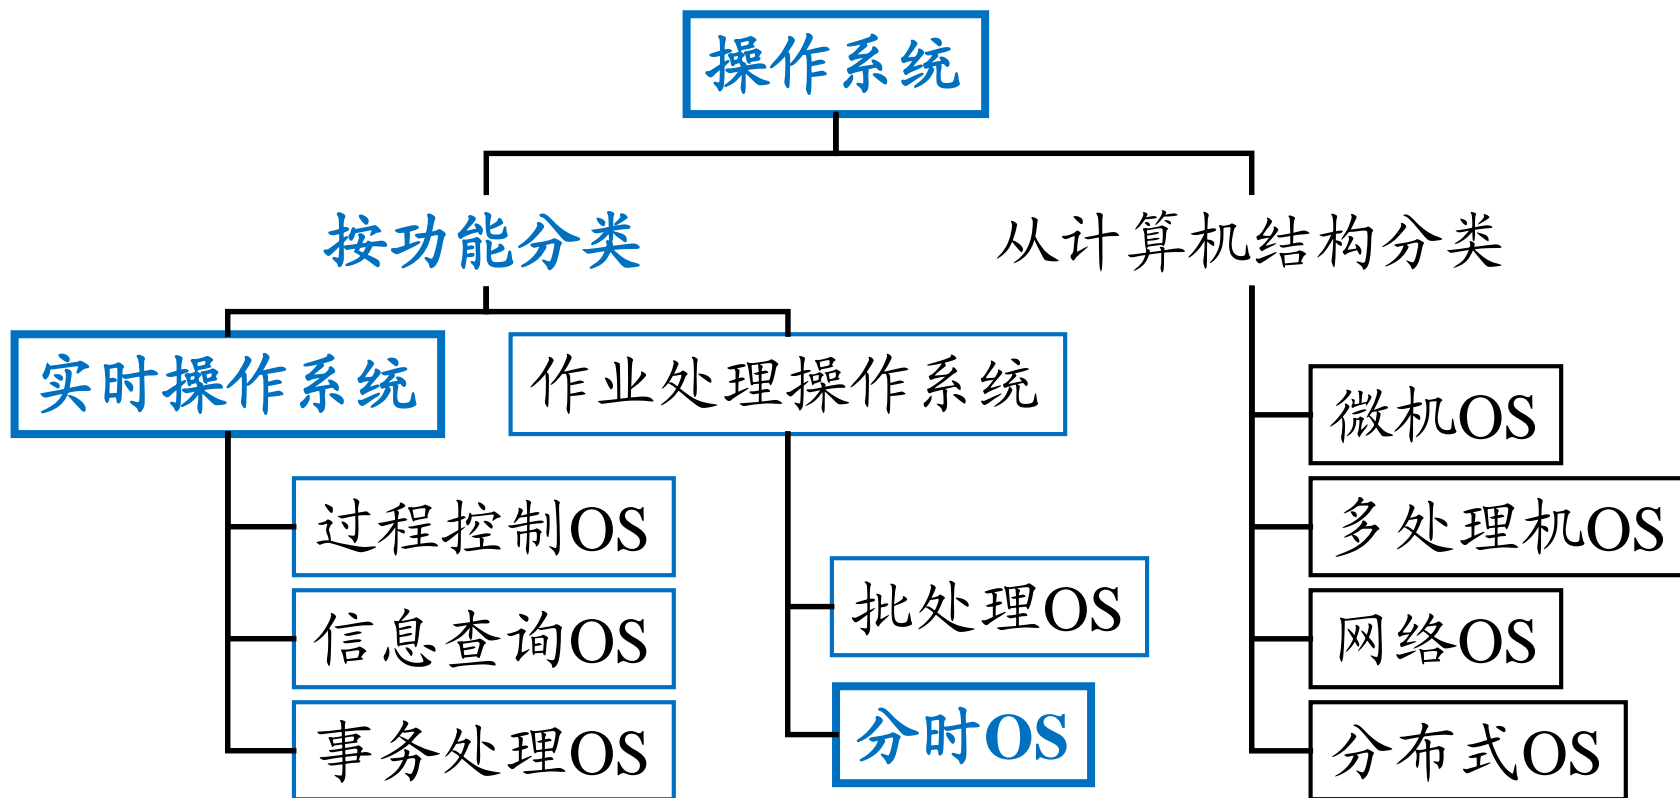 操作系统
按功能分类
从计算机结构分类
实时操作系统
作业处理操作系统
过程控制OS
信息查询OS
事务处理OS
批处理OS
分时OS
微机OS
多处理机OS
网络OS
分布式OS